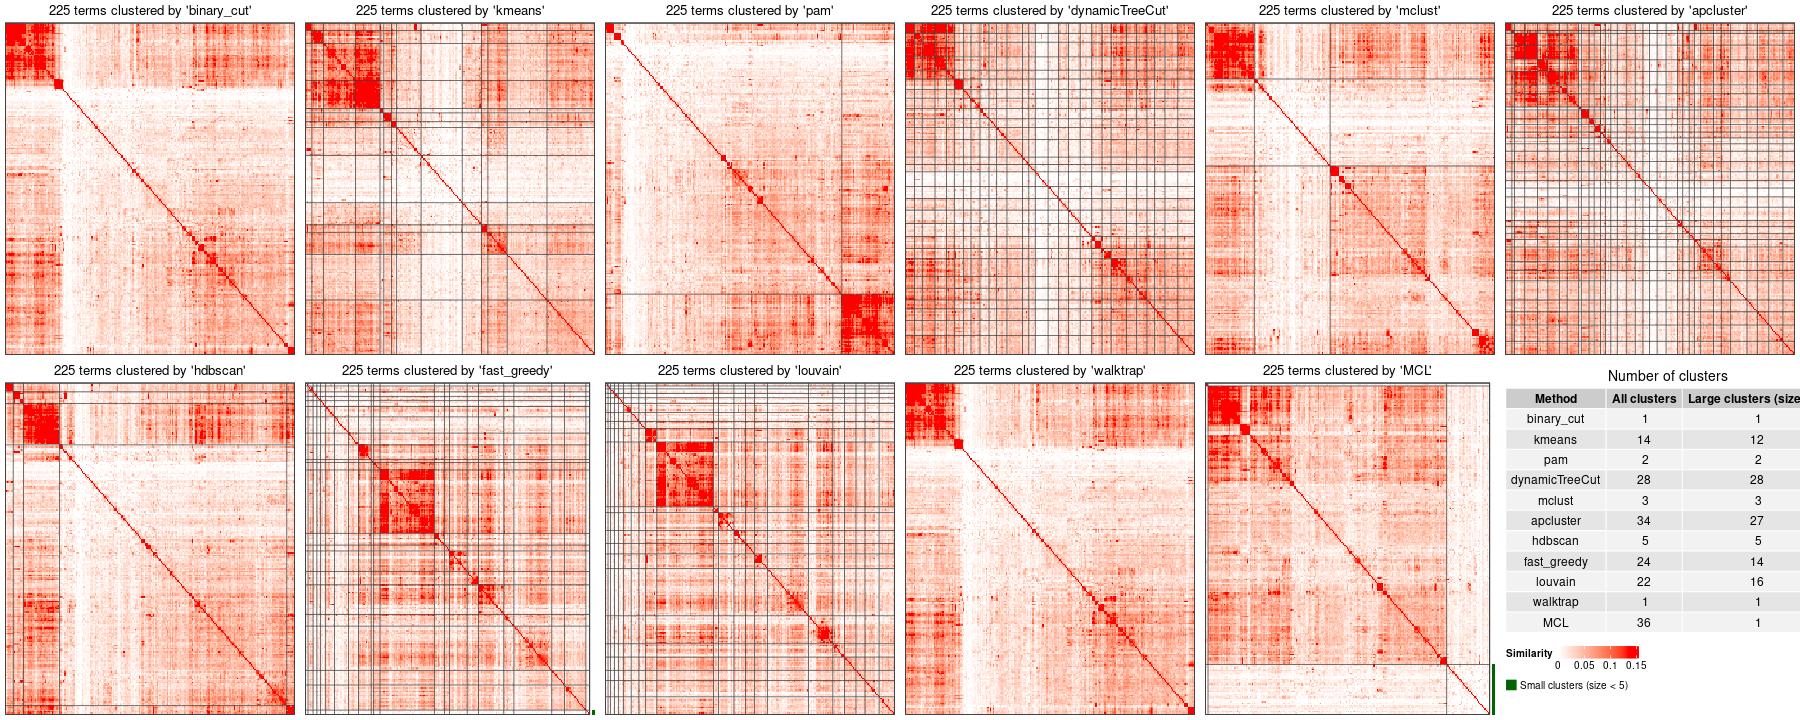 225 terms clustered by 'binary_cut'
225 terms clustered by 'kmeans'
225 terms clustered by 'pam'
225 terms clustered by 'dynamicTreeCut'
225 terms clustered by 'mclust'
225 terms clustered by 'apcluster'
225 terms clustered by 'hdbscan'
225 terms clustered by 'fast_greedy'
225 terms clustered by 'louvain'
225 terms clustered by 'walktrap'
225 terms clustered by 'MCL'
Number of clusters
Method All clusters Large clusters (size
binary_cut 1 1
kmeans 14 12
pam 2 2
dynamicTreeCut 28 28
mclust 3 3
apcluster 34 27
hdbscan 5 5
fast_greedy 24 14
louvain 22 16
walktrap 1 1
MCL 36 1
Similarity
0 0.05 0.1 0.15
Small clusters (size < 5)